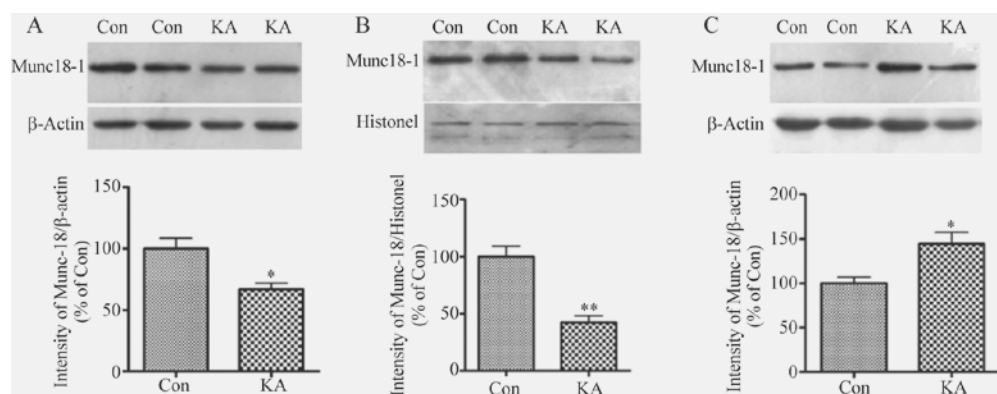 A
Con Con KA KA
Munc18-1
β-Actin
Intensity of Munc-18/β-actin
(% of Con)
150
100
50
0
*
Con KA
B
Con Con KA KA
Munc18-1
Histonel
Intensity of Munc-18/Histonel
(% of Con)
150
100
50
0
**
Con KA
C
Con Con KA KA
Munc18-1
β-Actin
Intensity of Munc-18/β-actin
(% of Con)
200
150
100
50
0
*
Con KA